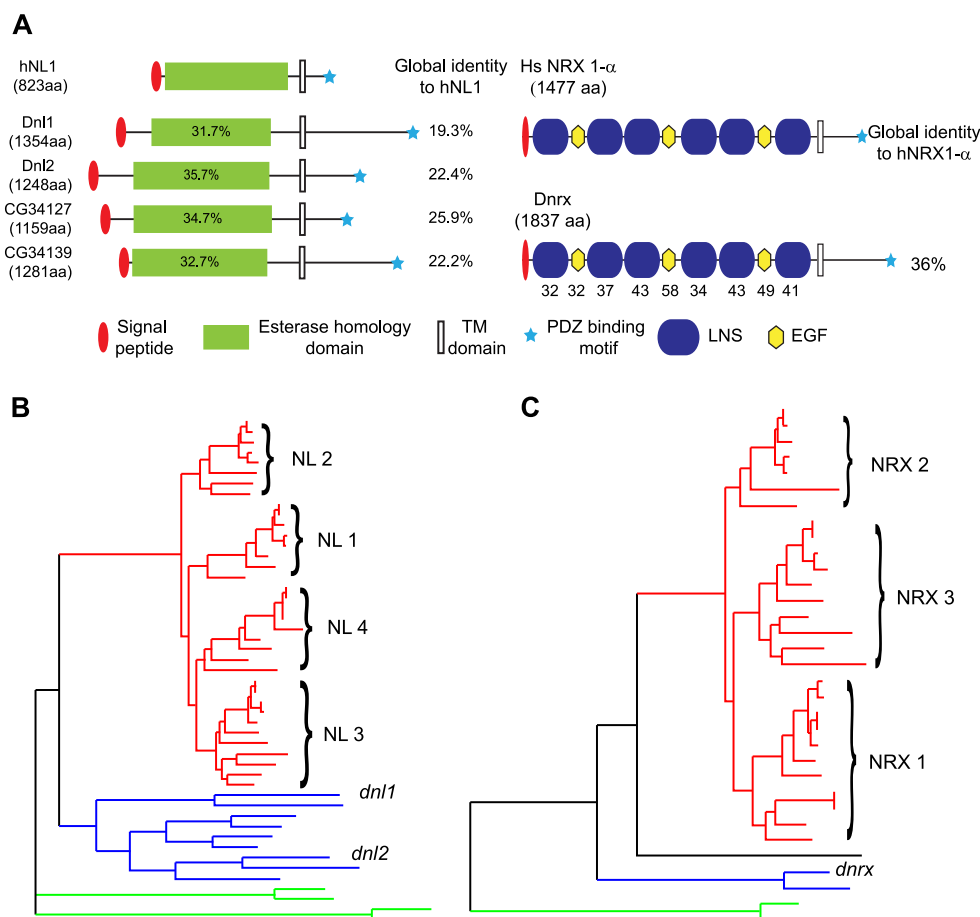 A
hNL1
(823aa)
Global identity
to hNL1
Dnl1
(1354aa)
31.7%
19.3%
Dnl2
(1248aa)
35.7%
22.4%
CG34127
(1159aa)
34.7%
25.9%
CG34139
(1281aa)
32.7%
22.2%
Hs NRX 1-α
(1477 aa)
Global identity
to hNRX1-α
Dnrx
(1837 aa)
36%
32 32 37 43 58 34 43 49 41
Signal
peptide
Esterase homology
domain
TM
domain
PDZ binding
motif
LNS
EGF
B
NL 2
NL 1
NL 4
NL 3
dnl1
dnl2
C
NRX 2
NRX 3
NRX 1
dnrx